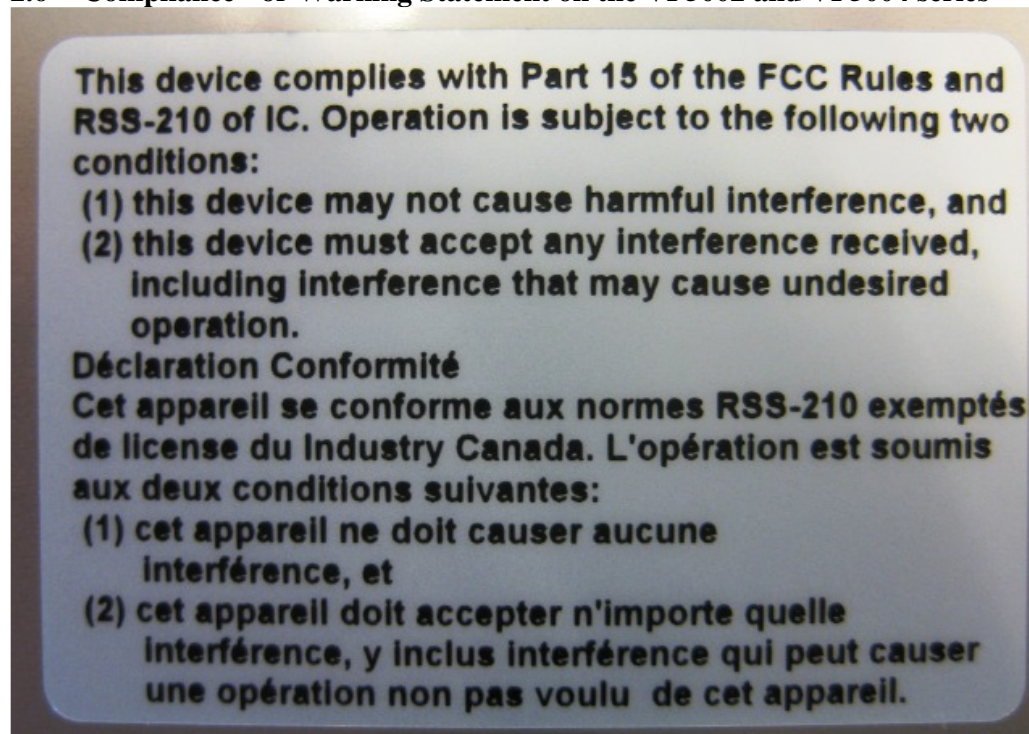 This device complies with Part 15 of the FCC Rules and
RSS-210 of IC. Operation is subject to the following two
conditions:
(1) this device may not cause harmful interference, and
(2) this device must accept any interference received,
including interference that may cause undesired
operation.
Déclaration Conformité
Cet appareil se conforme aux normes RSS-210 exemptés
de license du Industry Canada. L'opération est soumis
aux deux conditions suivantes:
(1) cet appareil ne doit causer aucune
interférence, et
(2) cet appareil doit accepter n'importe quelle
interférence, y inclus interférence qui peut causer
une opération non pas voulu de cet appareil.